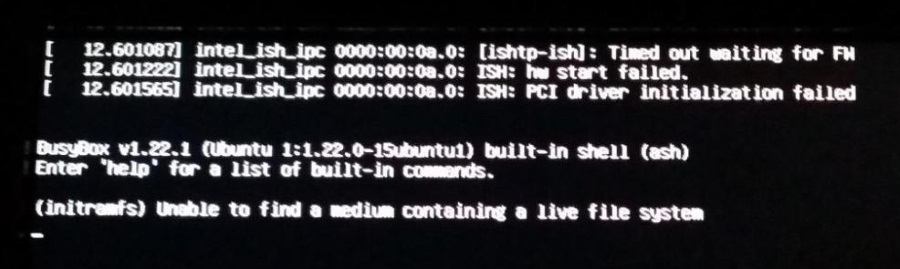 [   12.601087] intel_ish_ipc 0000:00:0a.0: [ishtp-ish]: Timed out waiting for FW
[   12.601222] intel_ish_ipc 0000:00:0a.0: ISH: hw start failed.
[   12.601565] intel_ish_ipc 0000:00:0a.0: ISH: PCI driver initialization failed
BusyBox v1.22.1 (Ubuntu 1:1.22.0-15ubuntu1) built-in shell (ash)
Enter 'help' for a list of built-in commands.
(initramfs) Unable to find a medium containing a live file system